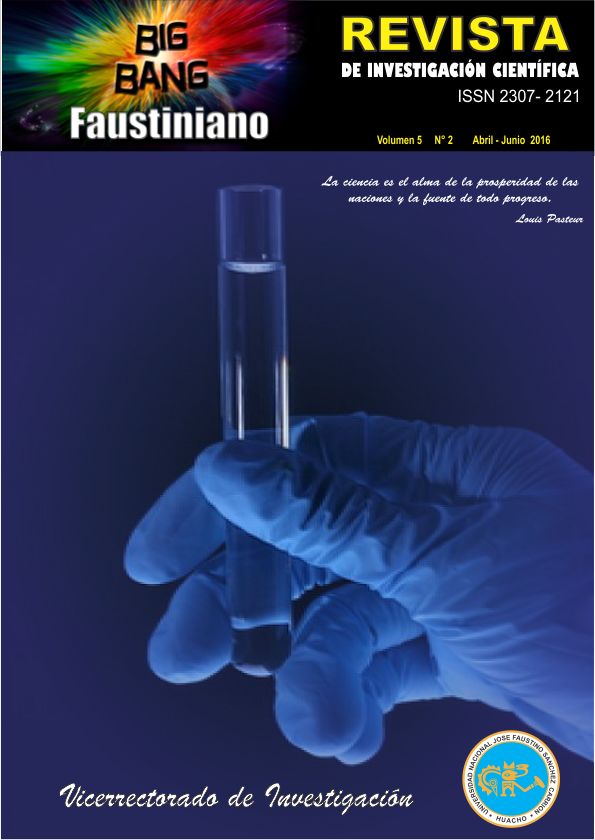 BIG
BANG
Faustiniano
REVISTA
DE INVESTIGACIÓN CIENTÍFICA
ISSN 2307- 2121
Volumen 5 N° 2 Abril - Junio 2016
La ciencia es el alma de la prosperidad de las
naciones y la fuente de todo progreso.
Louis Pasteur
Vicerrectorado de Investigación
UNIVERSIDAD NACIONAL JOSE FAUSTINO SANCHEZ CARRION
HUACHO